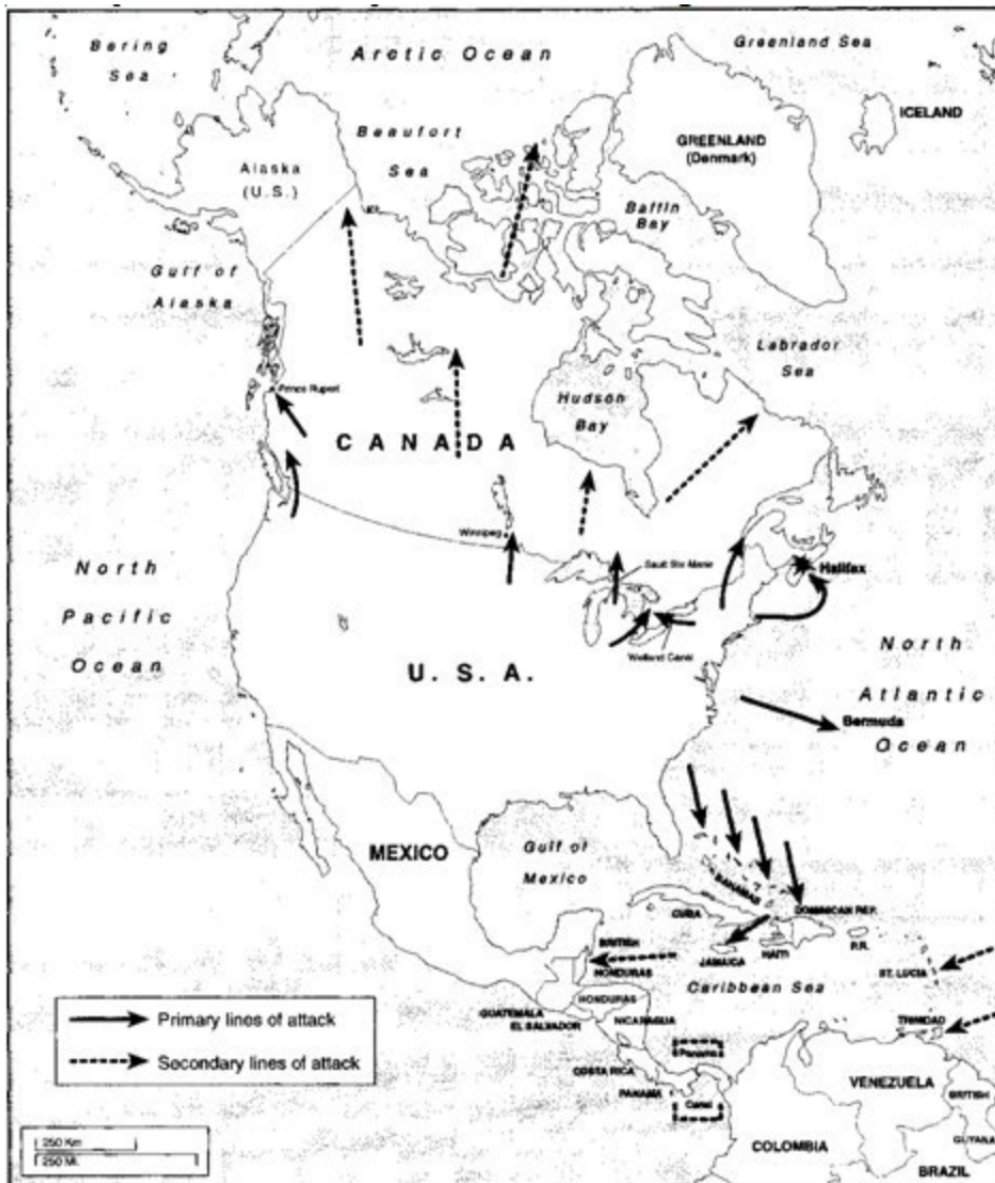 Bering
Sea
Arctic Ocean
Greenland Sea
ICELAND
Beaufort
Sea
GREENLAND
(Denmark)
Alaska
(U.S.)
Baffin
Bay
Gulf of
Alaska
Labrador
Sea
Prince Rupert
Hudson
Bay
CANADA
Winnipeg
Sault Ste Marie
Halifax
North
Pacific
Ocean
Welland Canal
U.S.A.
North
Atlantic
Ocean
Bermuda
MEXICO
Gulf of
Mexico
BAHAMAS
CUBA
DOMINICAN REP.
HAITI
P.R.
JAMAICA
BRITISH
HONDURAS
ST. LUCIA
Caribbean Sea
HONDURAS
GUATEMALA
EL SALVADOR
NICARAGUA
TRINIDAD
Panama
COSTA RICA
PANAMA
Canal
VENEZUELA
BRITISH
GUYANA
COLOMBIA
BRAZIL
Primary lines of attack
Secondary lines of attack
250 Km
250 Mi.